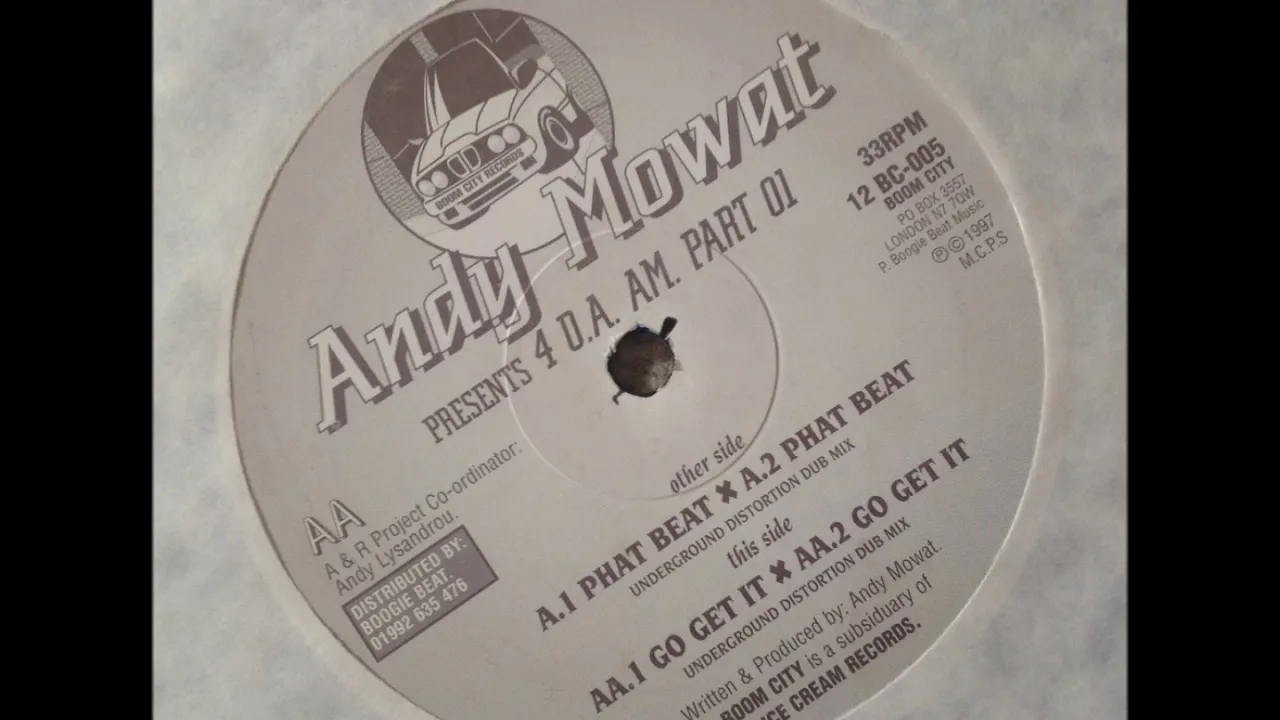 BOOM CITY RECORDS
Andy Mowat
PRESENTS 4 D.A. AM. PART 01
33RPM
12 BC-005
BOOM CITY
PO BOX 3557
LONDON N7 7QW
P. Boogie Beat Music
Ⓟ © 1997
M.C.P.S
AA
A & R Project Co-ordinator:
Andy Lysandrou.
DISTRIBUTED BY:
BOOGIE BEAT.
01992 635 476
other side
A.1 PHAT BEAT ✖ A.2 PHAT BEAT
UNDERGROUND DISTORTION DUB MIX
this side
AA.1 GO GET IT ✖ AA.2 GO GET IT
UNDERGROUND DISTORTION DUB MIX
Written & Produced by: Andy Mowat.
BOOM CITY is a subsiduary of
ICE CREAM RECORDS.